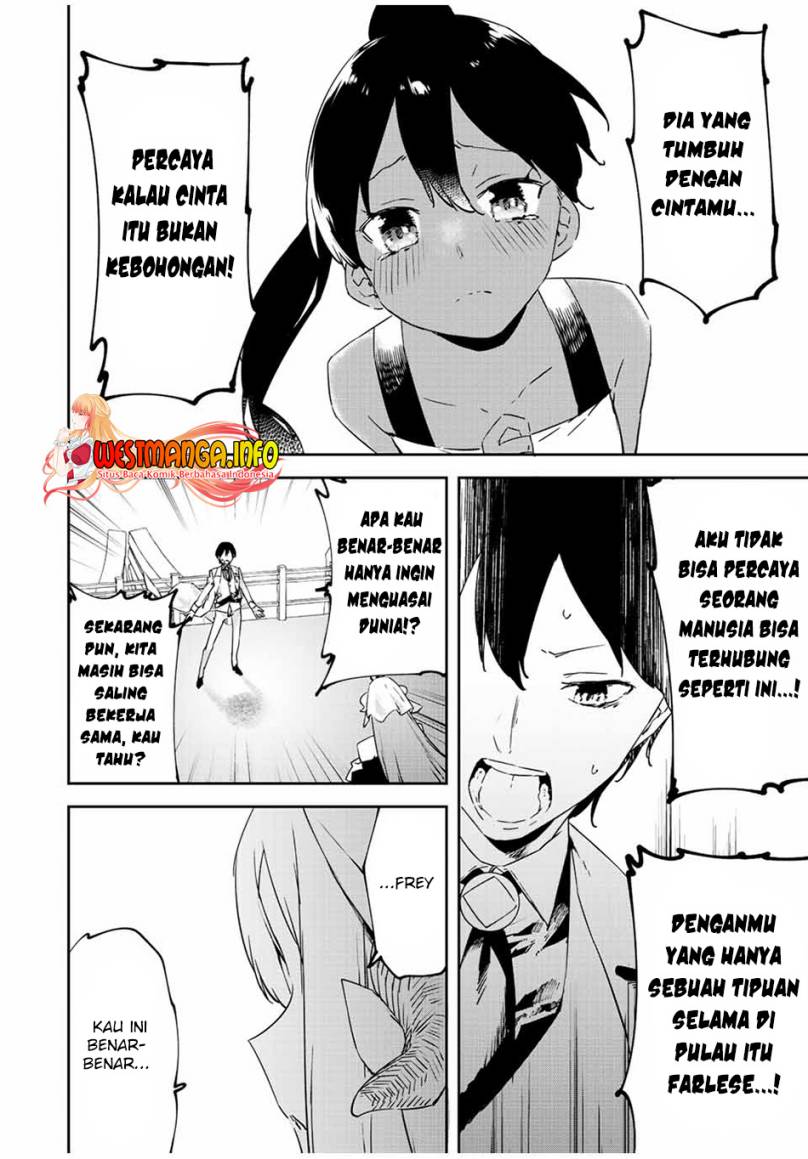 DIA YANG
TUMBUH
DENGAN
CINTAMU...
PERCAYA
KALAU CINTA
ITU BUKAN
KEBOHONGAN!
WESTMANGA.INFO
Situs Baca Komik Berbahasa Indonesia
AKU TIDAK
BISA PERCAYA
SEORANG
MANUSIA BISA
TERHUBUNG
SEPERTI INI...!
DENGANMU
YANG HANYA
SEBUAH TIPUAN
SELAMA DI
PULAU ITU
FARLESE...!
APA KAU
BENAR-BENAR
HANYA INGIN
MENGUASAI
DUNIA!?
SEKARANG
PUN, KITA
MASIH BISA
SALING
BEKERJA
SAMA, KAU
TAHU?
...FREY
KAU INI
BENAR-
BENAR...